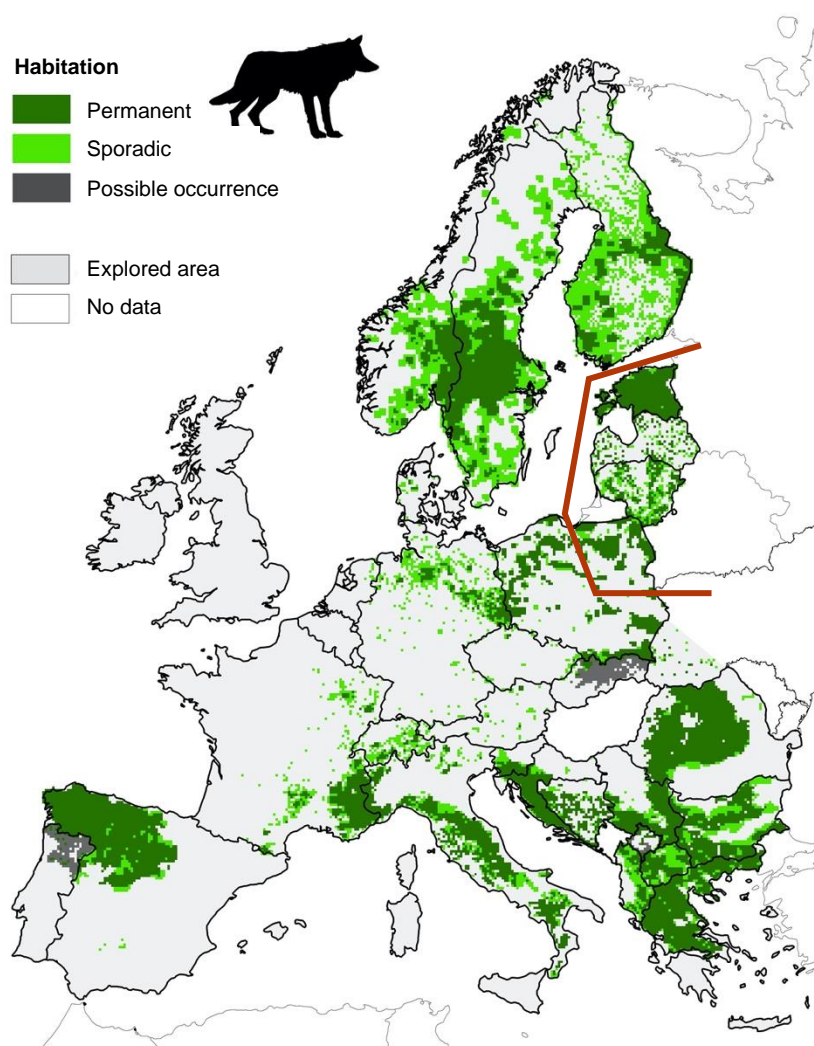 Habitation
Permanent
Sporadic
Possible occurrence
Explored area
No data